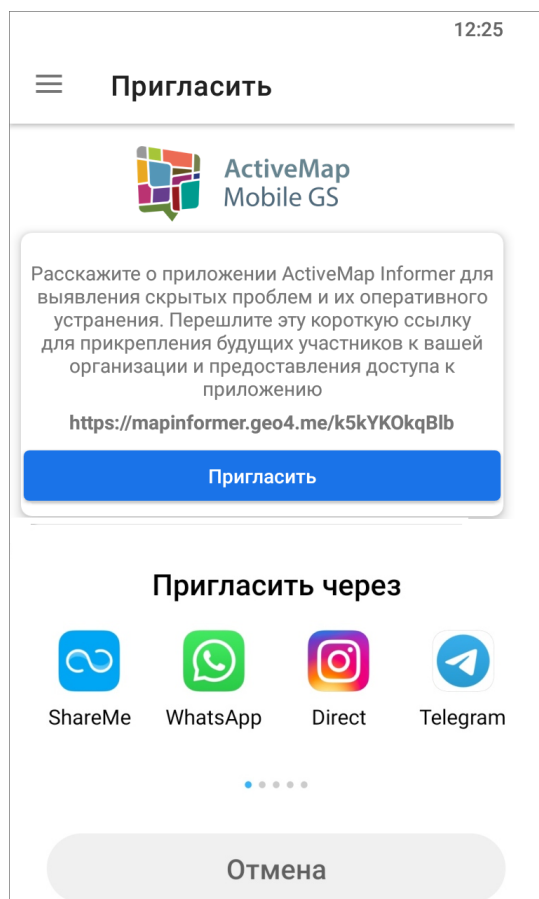 12:25
Пригласить
ActiveMap
Mobile GS
Расскажите о приложении ActiveMap Informer для
выявления скрытых проблем и их оперативного
устранения. Перешлите эту короткую ссылку
для прикрепления будущих участников к вашей
организации и предоставления доступа к
приложению
https://mapinformer.geo4.me/k5kYKOkqBlb
Пригласить
Пригласить через
ShareMe WhatsApp Direct Telegram
Отмена